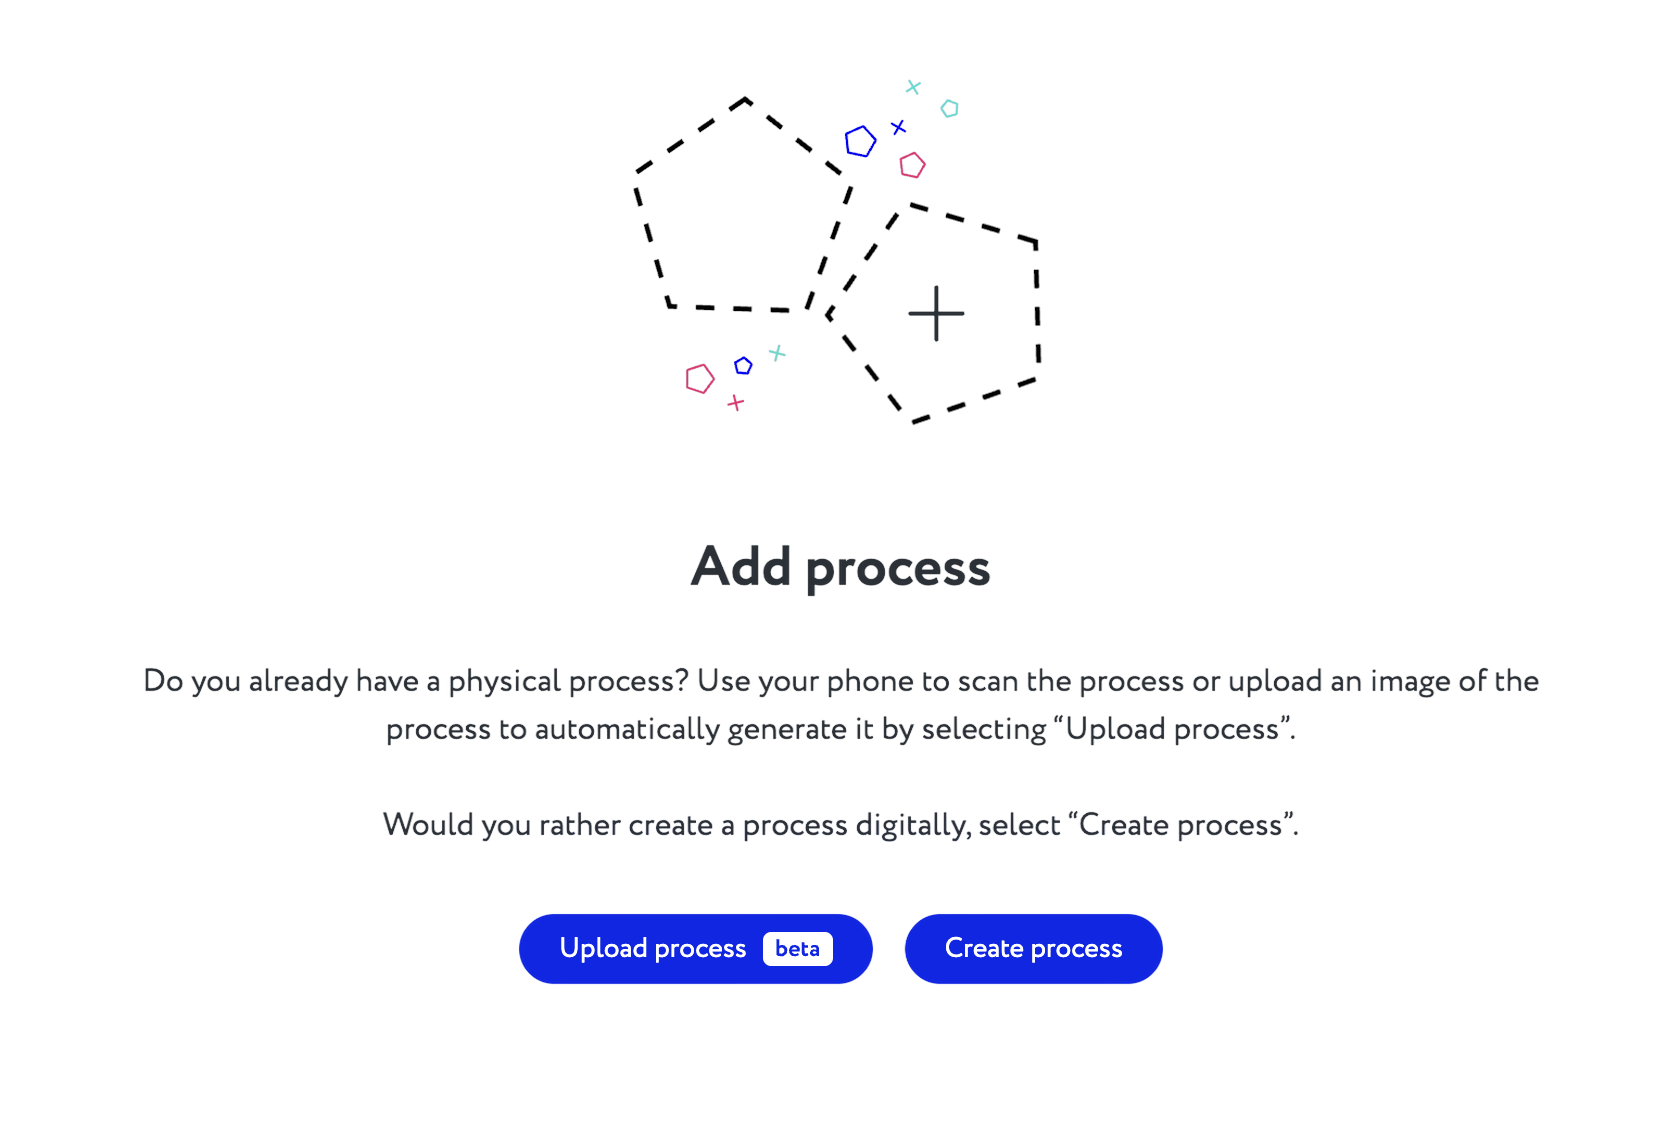 Add process
Do you already have a physical process? Use your phone to scan the process or upload an image of the
process to automatically generate it by selecting “Upload process”.
Would you rather create a process digitally, select “Create process”.
Upload process beta
Create process